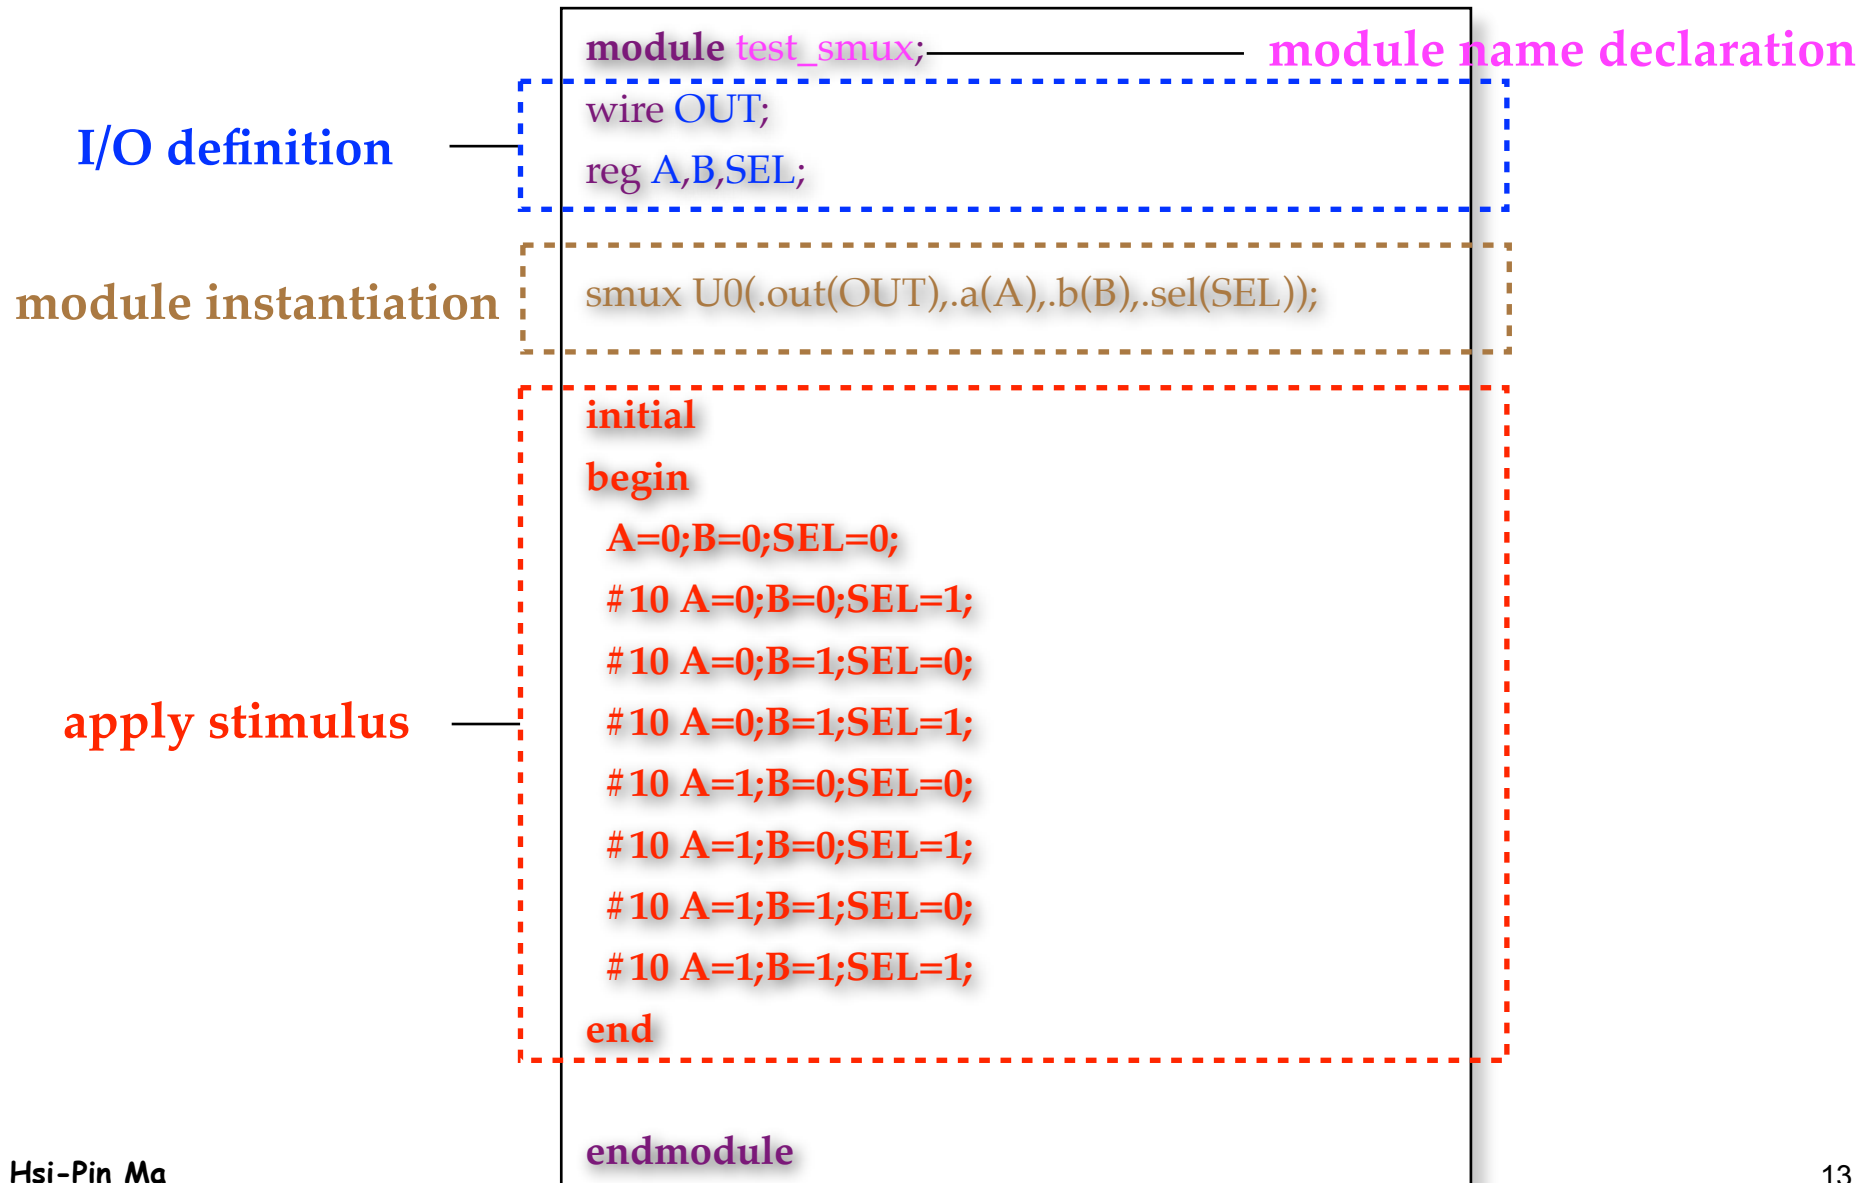 module test_smux;
module name declaration
I/O definition
wire OUT;
reg A,B,SEL;
module instantiation
smux U0(.out(OUT),.a(A),.b(B),.sel(SEL));
apply stimulus
initial
begin
A=0;B=0;SEL=0;
#10 A=0;B=0;SEL=1;
#10 A=0;B=1;SEL=0;
#10 A=0;B=1;SEL=1;
#10 A=1;B=0;SEL=0;
#10 A=1;B=0;SEL=1;
#10 A=1;B=1;SEL=0;
#10 A=1;B=1;SEL=1;
end
endmodule
Hsi-Pin Ma
13